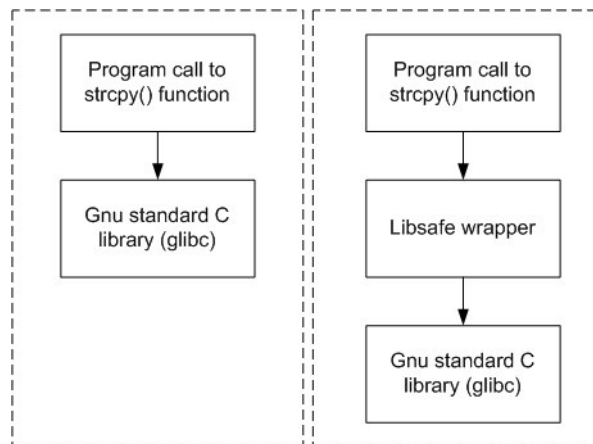 Program call to
strcpy() function
Gnu standard C
library (glibc)
Program call to
strcpy() function
Libsafe wrapper
Gnu standard C
library (glibc)